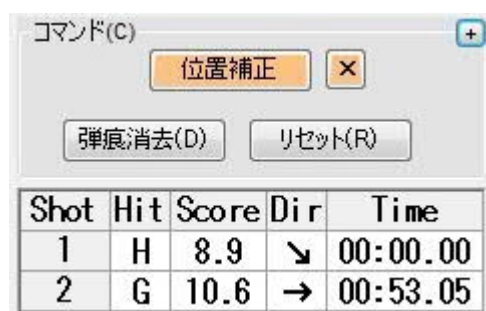 コマンド(C)
+
位置補正 ×
弾痕消去(D) リセット(R)
Shot Hit Score Dir Time
1 H 8.9 ↘ 00:00.00
2 G 10.6 → 00:53.05